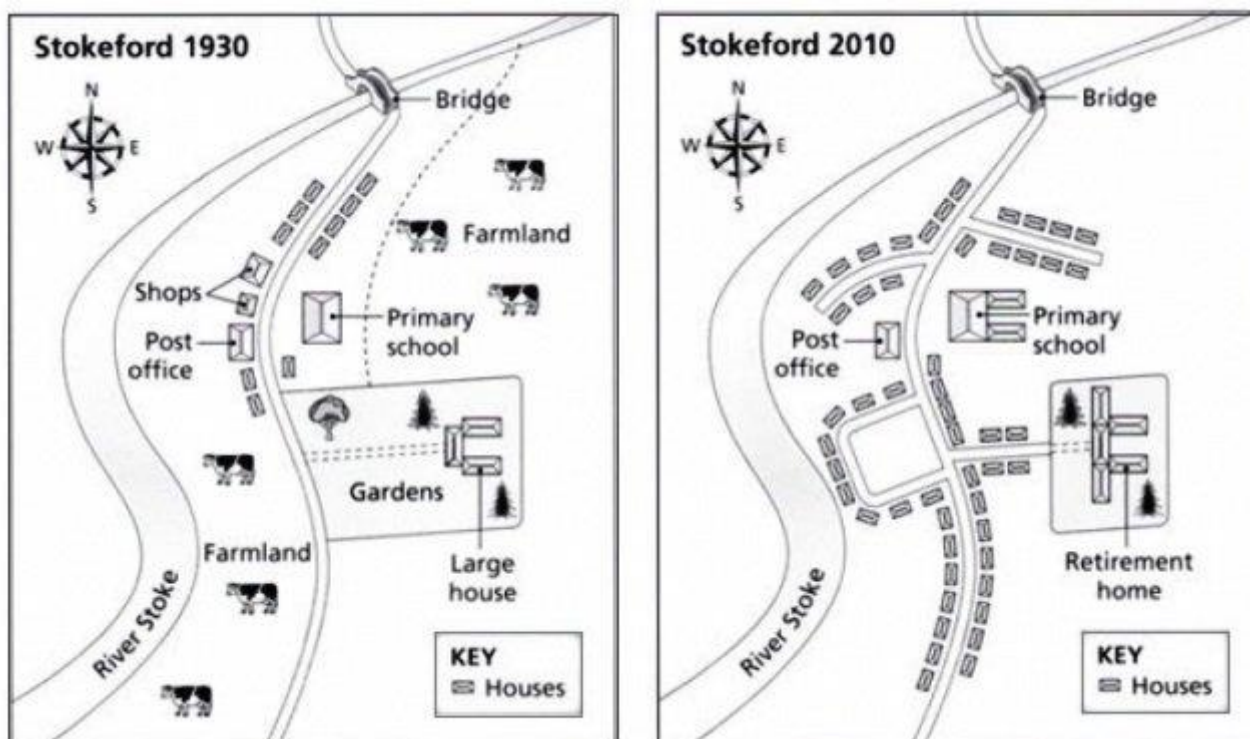 Stokeford 1930
N
W
E
S
Bridge
Farmland
Shops
Post
office
Primary
school
Gardens
Farmland
Large
house
River Stoke
KEY
Houses
Stokeford 2010
N
W
E
S
Bridge
Post
office
Primary
school
Retirement
home
River Stoke
KEY
Houses